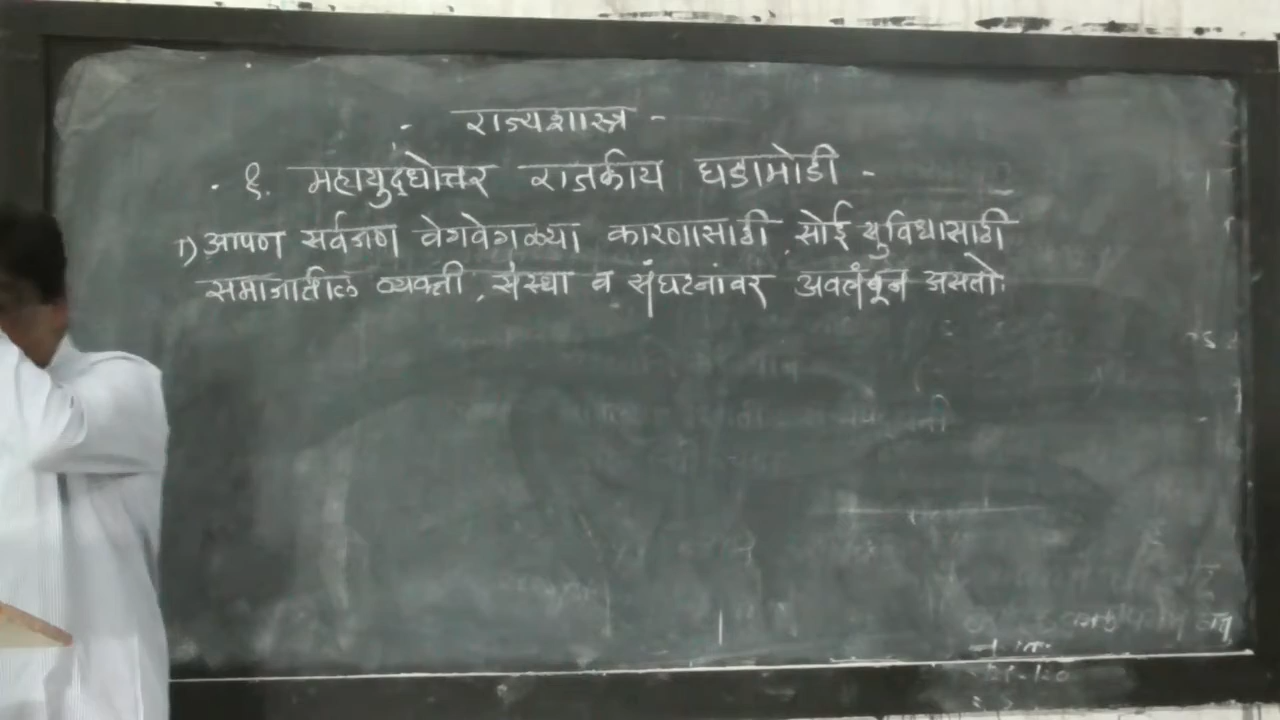 राज्यशास्त्र -
१. महायुद्धोत्तर राजकीय घडामोडी -
1) आपण सर्वजण वेगवेगळ्या कारणासाठी, सोई सुविधासाठी
समाजातील व्यक्ती, संस्था व संघटनांवर अवलंबून असतो.